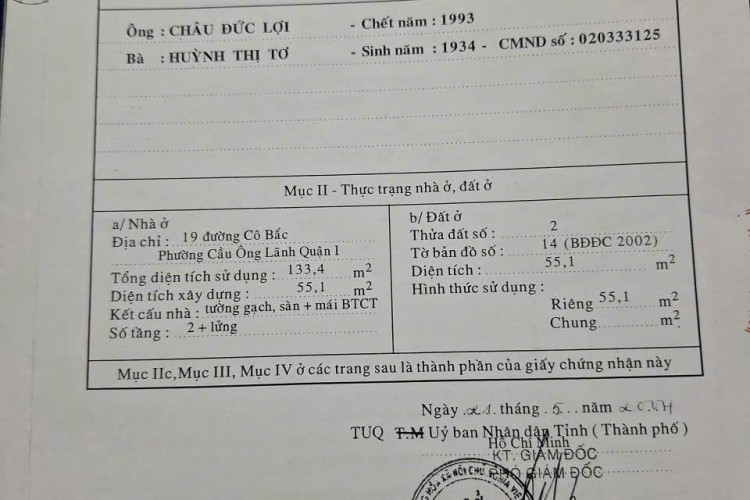 Ông : CHÂU ĐỨC LỢI - Chết năm : 1993
Bà : HUỲNH THỊ TƠ - Sinh năm : 1934 - CMND số : 020333125
Mục II - Thực trạng nhà ở, đất ở
a/ Nhà ở
Địa chỉ : 19 đường Cô Bắc
Phường Cầu Ông Lãnh Quận I
Tổng diện tích sử dụng : 133,4 m2
Diện tích xây dựng : 55,1 m2
Kết cấu nhà : tường gạch, sàn + mái BTCT
Số tầng : 2 + lửng
b/ Đất ở
Thửa đất số : 2
Tờ bản đồ số : 14 (BĐĐC 2002)
Diện tích : 55,1 m2
Hình thức sử dụng :
Riêng 55,1 m2
Chung m2
Mục IIc, Mục III, Mục IV ở các trang sau là thành phần của giấy chứng nhận này
Ngày tháng 5 năm
TUQ T.M Uỷ ban Nhân dân Tỉnh ( Thành phố )
Hồ Chí Minh
KT. GIÁM ĐỐC
PHÓ GIÁM ĐỐC